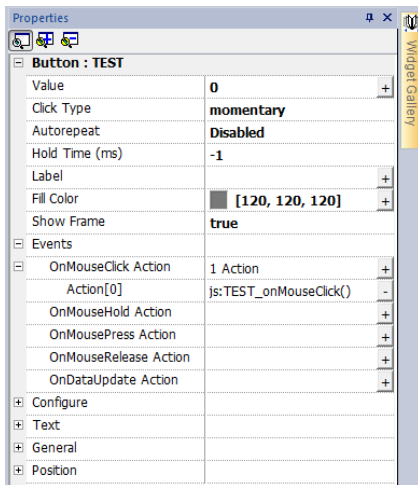 Properties
Button : TEST
Value 0 +
Click Type momentary
Autorepeat Disabled
Hold Time (ms) -1
Label +
Fill Color [120, 120, 120] +
Show Frame true
Events
OnMouseClick Action 1 Action +
Action[0] js:TEST_onMouseClick() -
OnMouseHold Action +
OnMousePress Action +
OnMouseRelease Action +
OnDataUpdate Action +
Configure
Text
General
Position
Widget Gallery